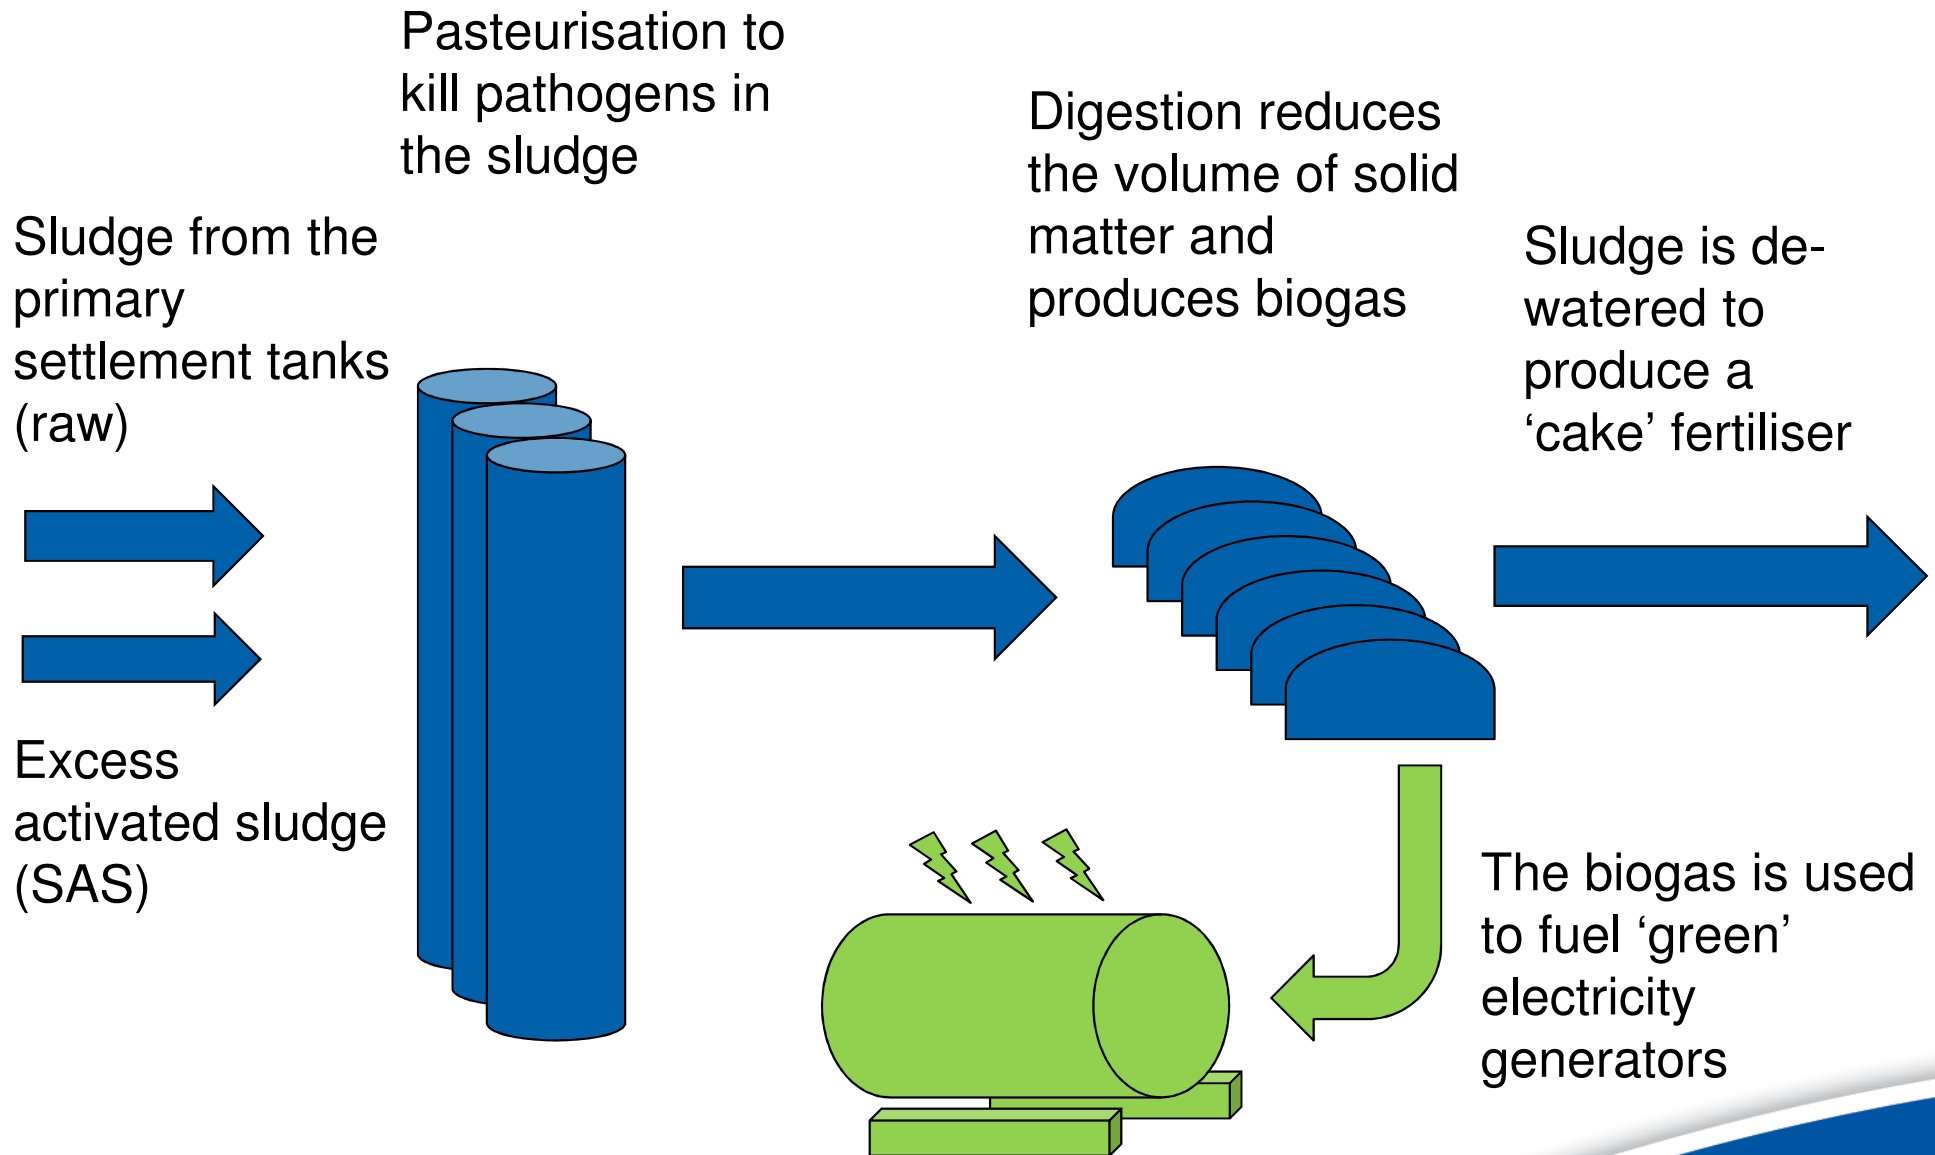 Pasteurisation to
kill pathogens in
the sludge
Digestion reduces
the volume of solid
matter and
produces biogas
Sludge from the
primary
settlement tanks
(raw)
Sludge is de-
watered to
produce a
‘cake’ fertiliser
Excess
activated sludge
(SAS)
The biogas is used
to fuel ‘green’
electricity
generators